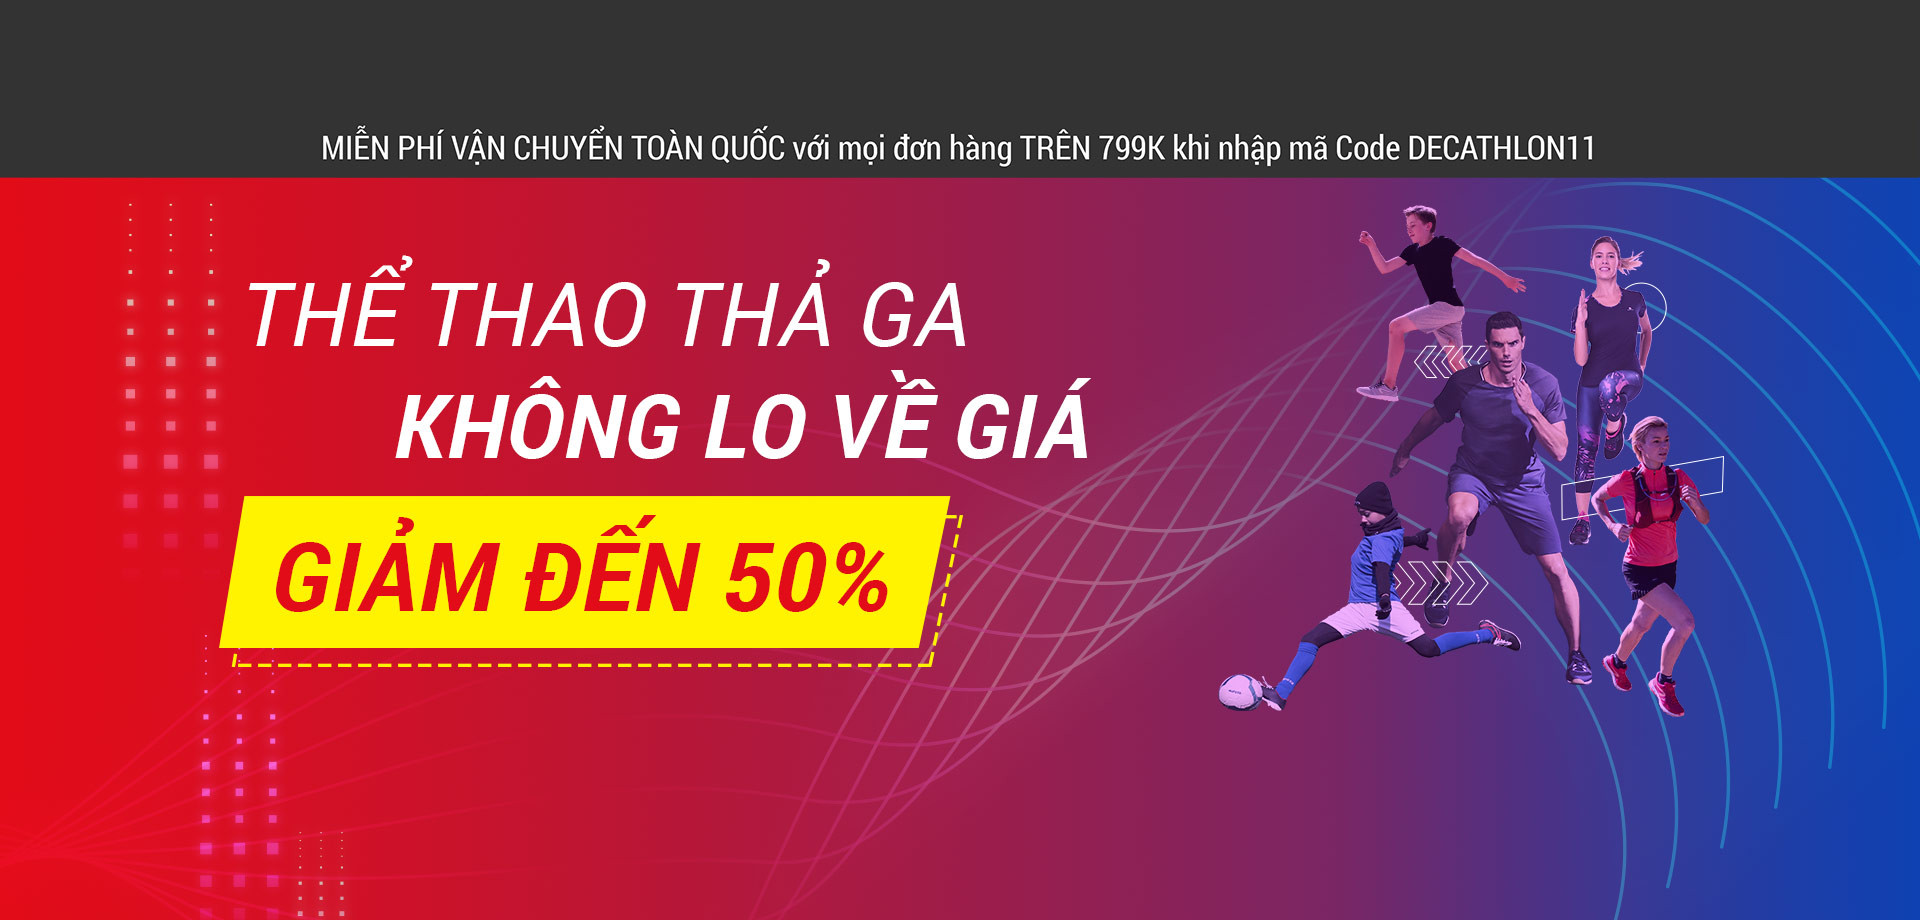 MIỄN PHÍ VẬN CHUYỂN TOÀN QUỐC với mọi đơn hàng TRÊN 799K khi nhập mã Code DECATHLON11
THỂ THAO THẢ GA
KHÔNG LO VỀ GIÁ
GIẢM ĐẾN 50%